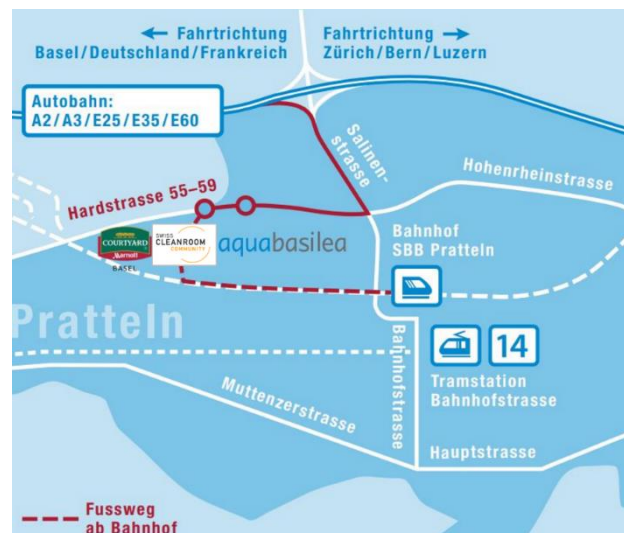 ← Fahrtrichtung
Basel/Deutschland/Frankreich
Fahrtrichtung →
Zürich/Bern/Luzern
Autobahn:
A2/A3/E25/E35/E60
Salinen-
strasse
Hohenrheinstrasse
Hardstrasse 55–59
COURTYARD
Marriott
BASEL
SWISS
CLEANROOM
COMMUNITY
aquabasilea
Bahnhof
SBB Pratteln
Pratteln
Bahnhofstrasse
14
Tramstation
Bahnhofstrasse
Muttenzerstrasse
Hauptstrasse
Fussweg
ab Bahnhof